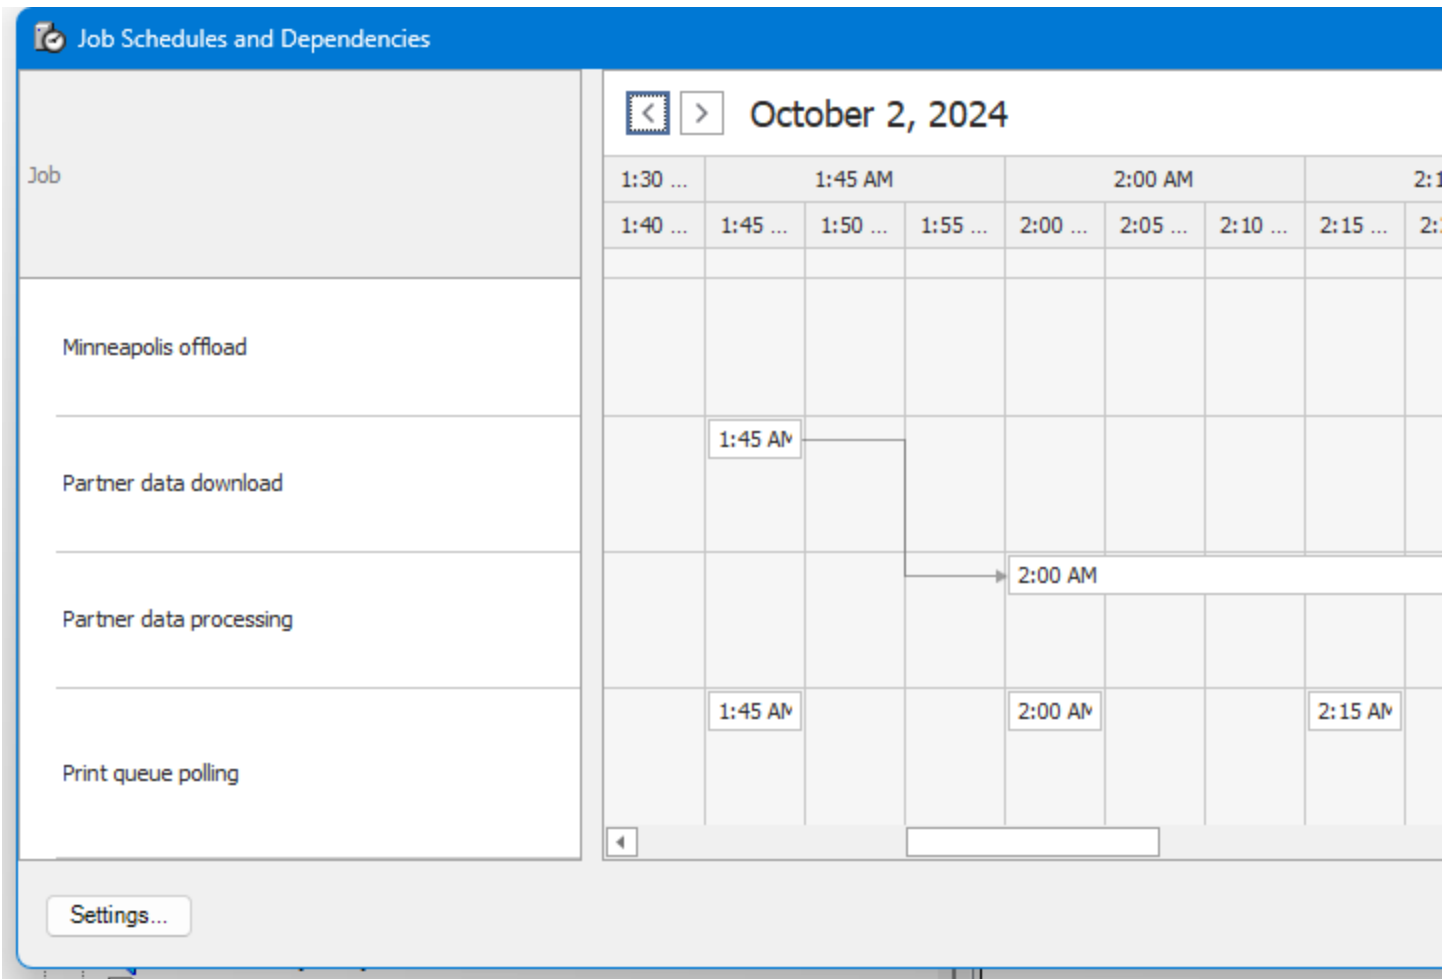 Job Schedules and Dependencies
October 2, 2024
Job
1:30 ... 1:45 AM 2:00 AM
1:40 ... 1:45 ... 1:50 ... 1:55 ... 2:00 ... 2:05 ... 2:10 ... 2:15 ...
Minneapolis offload
1:45 AM
Partner data download
2:00 AM
Partner data processing
1:45 AM 2:00 AM 2:15 AM
Print queue polling
Settings...